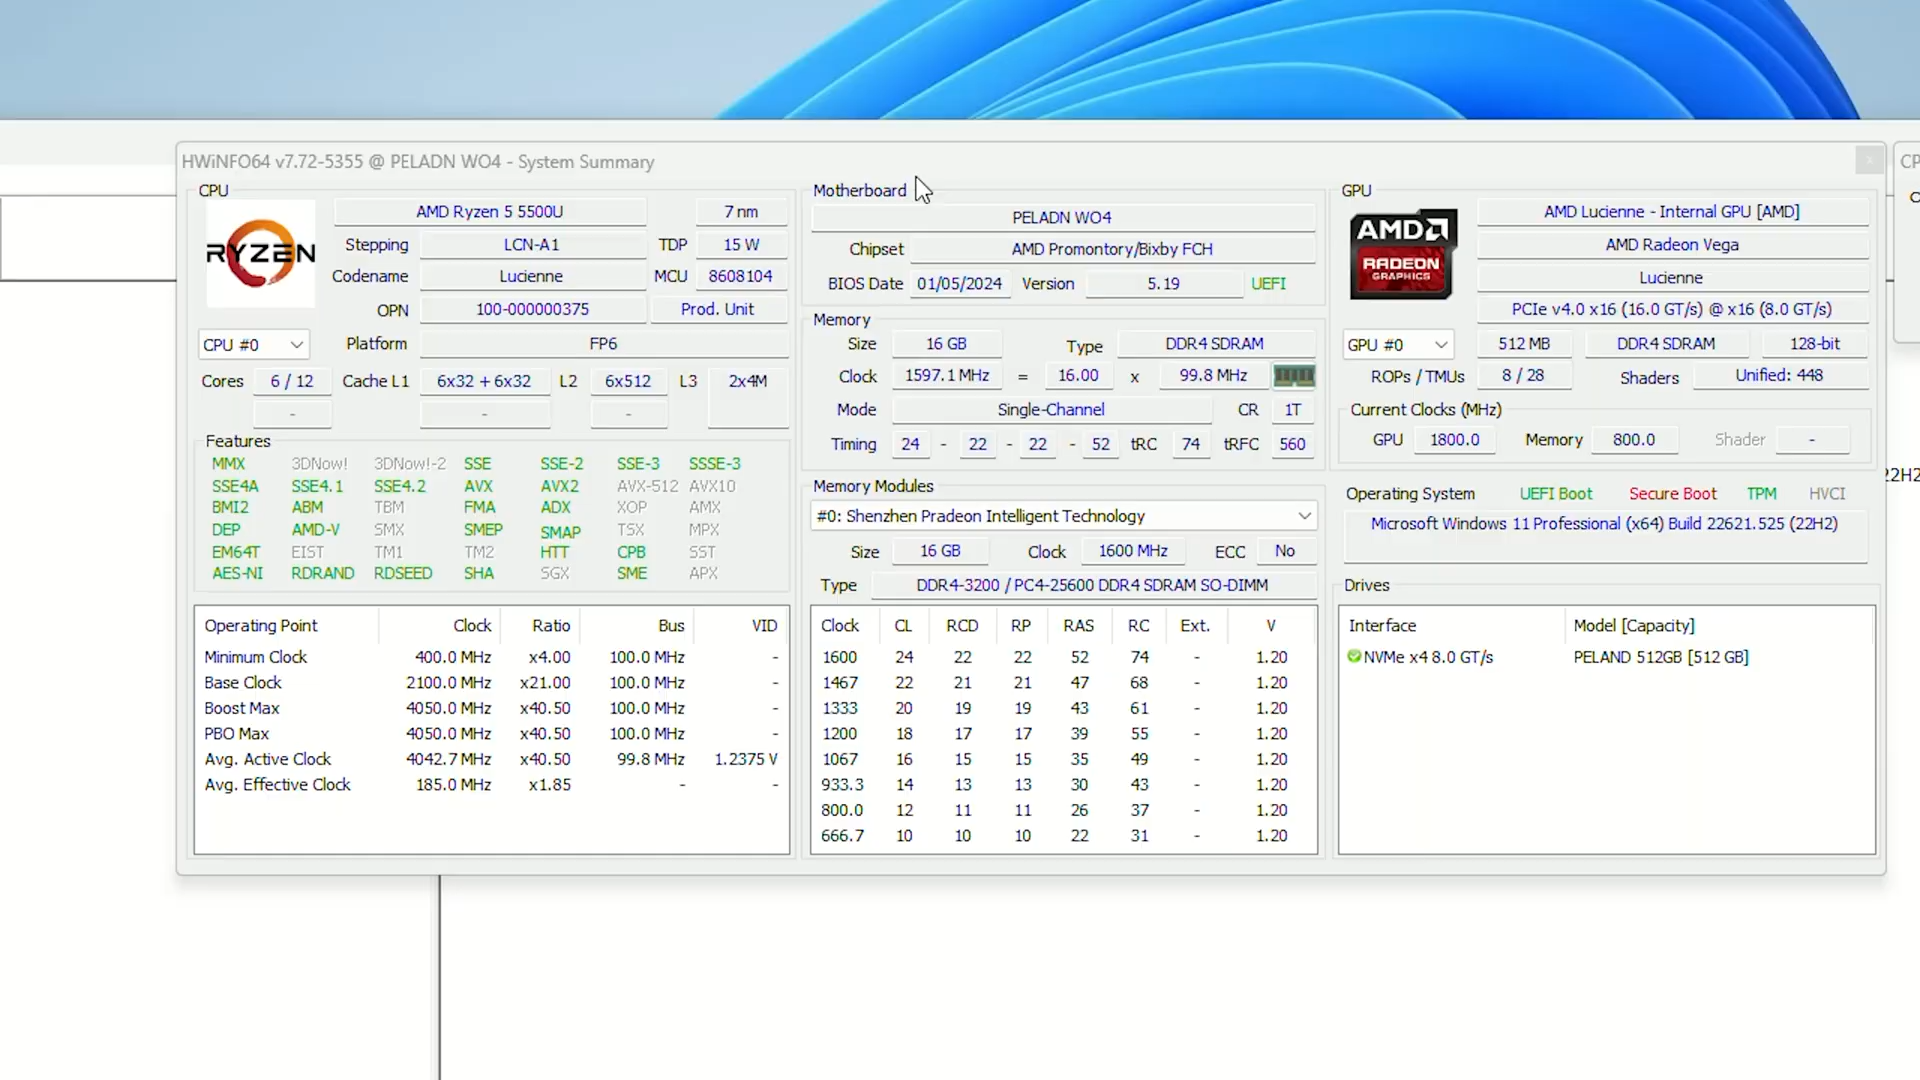 HWiNFO64 v7.72-5355 @ PELADN WO4 - System Summary
x
CPU
RYZEN
AMD Ryzen 5 5500U
7 nm
Stepping
LCN-A1
TDP
15 W
Codename
Lucienne
MCU
8608104
OPN
100-000000375
Prod. Unit
CPU #0
Platform
FP6
Cores
6 / 12
Cache L1
6x32 + 6x32
L2
6x512
L3
2x4M
-
-
-
Features
MMX 3DNow! 3DNow!-2 SSE SSE-2 SSE-3 SSSE-3
SSE4A SSE4.1 SSE4.2 AVX AVX2 AVX-512 AVX10
BMI2 ABM TBM FMA ADX XOP AMX
DEP AMD-V SMX SMEP SMAP TSX MPX
EM64T EIST TM1 TM2 HTT CPB SST
AES-NI RDRAND RDSEED SHA SGX SME APX
Operating Point Clock Ratio Bus VID
Minimum Clock 400.0 MHz x4.00 100.0 MHz -
Base Clock 2100.0 MHz x21.00 100.0 MHz -
Boost Max 4050.0 MHz x40.50 100.0 MHz -
PBO Max 4050.0 MHz x40.50 100.0 MHz -
Avg. Active Clock 4042.7 MHz x40.50 99.8 MHz 1.2375 V
Avg. Effective Clock 185.0 MHz x1.85 - -
Motherboard
PELADN WO4
Chipset
AMD Promontory/Bixby FCH
BIOS Date 01/05/2024 Version 5.19 UEFI
Memory
Size 16 GB Type DDR4 SDRAM
Clock 1597.1 MHz = 16.00 x 99.8 MHz
Mode Single-Channel CR 1T
Timing 24 - 22 - 22 - 52 tRC 74 tRFC 560
Memory Modules
#0: Shenzhen Pradeon Intelligent Technology
Size 16 GB Clock 1600 MHz ECC No
Type DDR4-3200 / PC4-25600 DDR4 SDRAM SO-DIMM
Clock CL RCD RP RAS RC Ext. V
1600 24 22 22 52 74 - 1.20
1467 22 21 21 47 68 - 1.20
1333 20 19 19 43 61 - 1.20
1200 18 17 17 39 55 - 1.20
1067 16 15 15 35 49 - 1.20
933.3 14 13 13 30 43 - 1.20
800.0 12 11 11 26 37 - 1.20
666.7 10 10 10 22 31 - 1.20
GPU
AMD
RADEON
GRAPHICS
AMD Lucienne - Internal GPU [AMD]
AMD Radeon Vega
Lucienne
PCIe v4.0 x16 (16.0 GT/s) @ x16 (8.0 GT/s)
GPU #0 512 MB DDR4 SDRAM 128-bit
ROPs / TMUs 8 / 28 Shaders Unified: 448
Current Clocks (MHz)
GPU 1800.0 Memory 800.0 Shader -
Operating System UEFI Boot Secure Boot TPM HVCI
Microsoft Windows 11 Professional (x64) Build 22621.525 (22H2)
Drives
Interface Model [Capacity]
NVMe x4 8.0 GT/s PELAND 512GB [512 GB]
CP
22H2